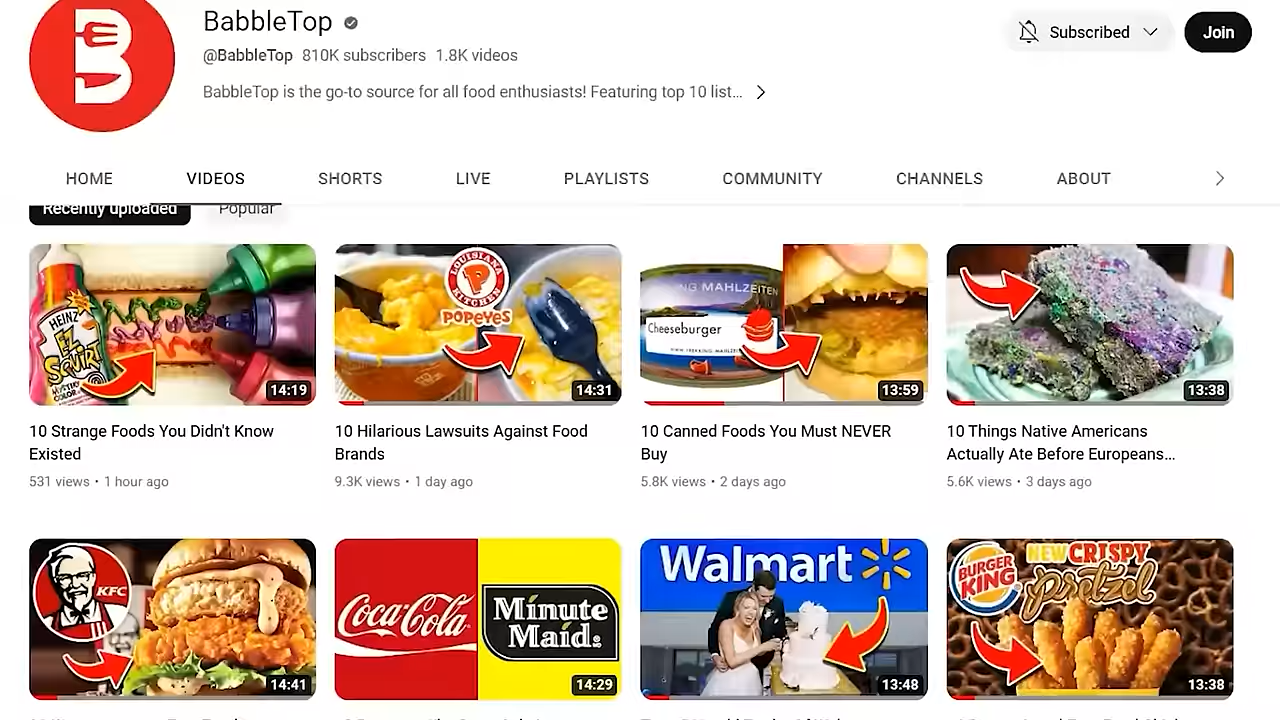 BabbleTop
@BabbleTop 810K subscribers 1.8K videos
BabbleTop is the go-to source for all food enthusiasts! Featuring top 10 list...
Subscribed
Join
HOME VIDEOS SHORTS LIVE PLAYLISTS COMMUNITY CHANNELS ABOUT
Recently uploaded Popular
HEINZ
EL
MYSTERY
COLOR
14:19
LOUISIANA
KITCHEN
POPEYES
14:31
NG MAHLZEITEN
Cheeseburger
13:59
13:38
10 Strange Foods You Didn't Know
Existed
531 views • 1 hour ago
10 Hilarious Lawsuits Against Food
Brands
9.3K views • 1 day ago
10 Canned Foods You Must NEVER
Buy
5.8K views • 2 days ago
10 Things Native Americans
Actually Ate Before Europeans...
5.6K views • 3 days ago
KFC
14:41
Coca-Cola
Minute
Maid
14:29
Walmart
13:48
BURGER
KING
NEW CRISPY
Pretzel
13:38